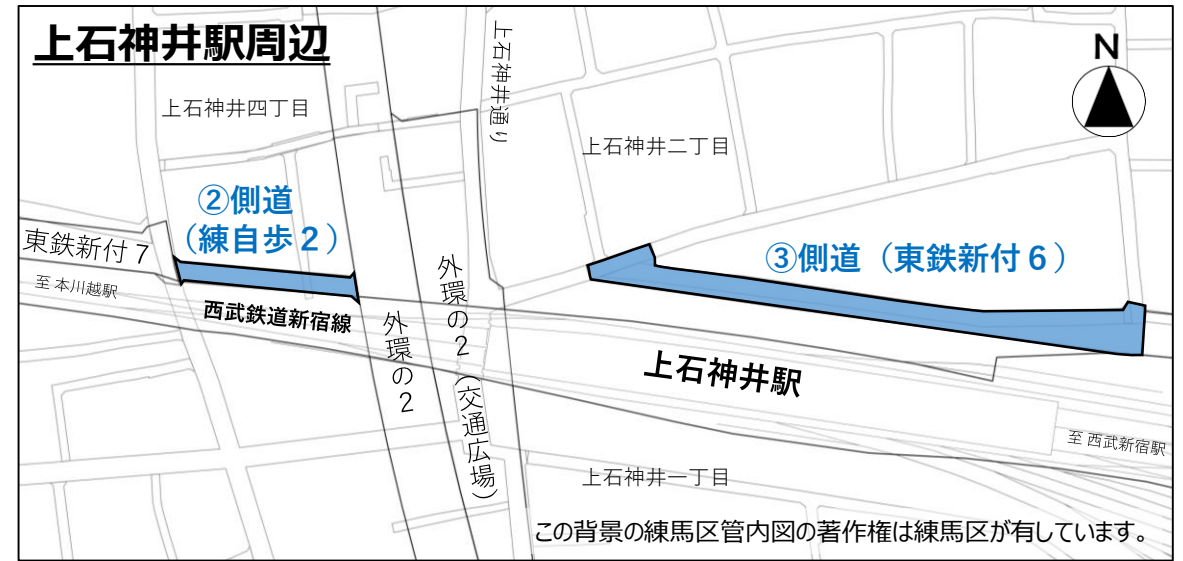 上石神井駅周辺
N
上石神井通り
上石神井四丁目
上石神井二丁目
②側道
（練自歩２）
東鉄新付７
③側道（東鉄新付６）
至 本川越駅
西武鉄道新宿線
外環の２
外環の２（交通広場）
上石神井駅
至 西武新宿駅
上石神井一丁目
この背景の練馬区管内図の著作権は練馬区が有しています。